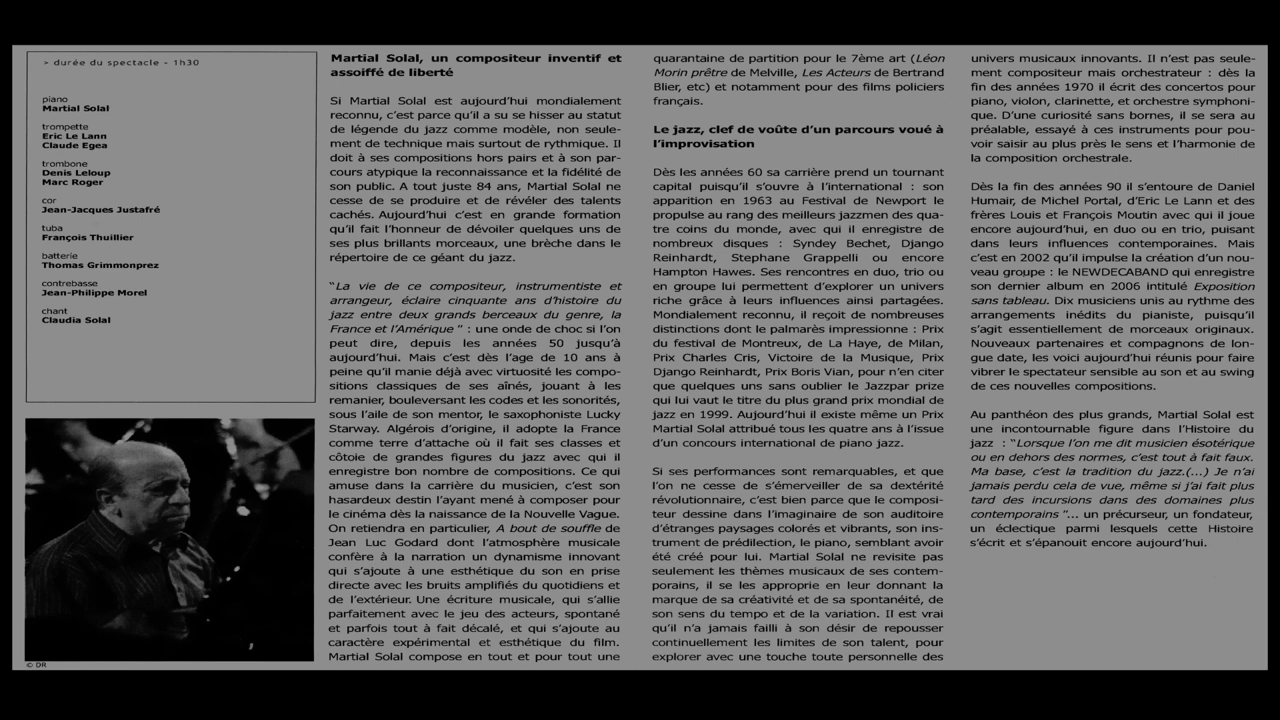 > durée du spectacle - 1h30
piano
Martial Solal
trompette
Eric Le Lann
Claude Egea
trombone
Denis Leloup
Marc Roger
cor
Jean-Jacques Justafré
tuba
François Thuillier
batterie
Thomas Grimmonprez
contrebasse
Jean-Philippe Morel
chant
Claudia Solal
© DR
Martial Solal, un compositeur inventif et
assoiffé de liberté
Si Martial Solal est aujourd'hui mondialement
reconnu, c'est parce qu'il a su se hisser au statut
de légende du jazz comme modèle, non seule-
ment de technique mais surtout de rythmique. Il
doit à ses compositions hors pairs et à son par-
cours atypique la reconnaissance et la fidélité de
son public. A tout juste 84 ans, Martial Solal ne
cesse de se produire et de révéler des talents
cachés. Aujourd'hui c'est en grande formation
qu'il fait l'honneur de dévoiler quelques uns de
ses plus brillants morceaux, une brèche dans le
répertoire de ce géant du jazz.
"La vie de ce compositeur, instrumentiste et
arrangeur, éclaire cinquante ans d'histoire du
jazz entre deux grands berceaux du genre, la
France et l'Amérique " : une onde de choc si l'on
peut dire, depuis les années 50 jusqu'à
aujourd'hui. Mais c'est dès l'age de 10 ans à
peine qu'il manie déjà avec virtuosité les compo-
sitions classiques de ses aînés, jouant à les
remanier, bouleversant les codes et les sonorités,
sous l'aile de son mentor, le saxophoniste Lucky
Starway. Algérois d'origine, il adopte la France
comme terre d'attache où il fait ses classes et
côtoie de grandes figures du jazz avec qui il
enregistre bon nombre de compositions. Ce qui
amuse dans la carrière du musicien, c'est son
hasardeux destin l'ayant mené à composer pour
le cinéma dès la naissance de la Nouvelle Vague.
On retiendra en particulier, A bout de souffle de
Jean Luc Godard dont l'atmosphère musicale
confère à la narration un dynamisme innovant
qui s'ajoute à une esthétique du son en prise
directe avec les bruits amplifiés du quotidiens et
de l'extérieur. Une écriture musicale, qui s'allie
parfaitement avec le jeu des acteurs, spontané
et parfois tout à fait décalé, et qui s'ajoute au
caractère expérimental et esthétique du film.
Martial Solal compose en tout et pour tout une
quarantaine de partition pour le 7ème art (Léon
Morin prêtre de Melville, Les Acteurs de Bertrand
Blier, etc) et notamment pour des films policiers
français.
Le jazz, clef de voûte d'un parcours voué à
l'improvisation
Dès les années 60 sa carrière prend un tournant
capital puisqu'il s'ouvre à l'international : son
apparition en 1963 au Festival de Newport le
propulse au rang des meilleurs jazzmen des qua-
tre coins du monde, avec qui il enregistre de
nombreux disques : Syndey Bechet, Django
Reinhardt, Stephane Grappelli ou encore
Hampton Hawes. Ses rencontres en duo, trio ou
en groupe lui permettent d'explorer un univers
riche grâce à leurs influences ainsi partagées.
Mondialement reconnu, il reçoit de nombreuses
distinctions dont le palmarès impressionne : Prix
du festival de Montreux, de La Haye, de Milan,
Prix Charles Cris, Victoire de la Musique, Prix
Django Reinhardt, Prix Boris Vian, pour n'en citer
que quelques uns sans oublier le Jazzpar prize
qui lui vaut le titre du plus grand prix mondial de
jazz en 1999. Aujourd'hui il existe même un Prix
Martial Solal attribué tous les quatre ans à l'issue
d'un concours international de piano jazz.
Si ses performances sont remarquables, et que
l'on ne cesse de s'émerveiller de sa dextérité
révolutionnaire, c'est bien parce que le composi-
teur dessine dans l'imaginaire de son auditoire
d'étranges paysages colorés et vibrants, son ins-
trument de prédilection, le piano, semblant avoir
été créé pour lui. Martial Solal ne revisite pas
seulement les thèmes musicaux de ses contem-
porains, il se les approprie en leur donnant la
marque de sa créativité et de sa spontanéité, de
son sens du tempo et de la variation. Il est vrai
qu'il n'a jamais failli à son désir de repousser
continuellement les limites de son talent, pour
explorer avec une touche toute personnelle des
univers musicaux innovants. Il n'est pas seule-
ment compositeur mais orchestrateur : dès la
fin des années 1970 il écrit des concertos pour
piano, violon, clarinette, et orchestre symphoni-
que. D'une curiosité sans bornes, il se sera au
préalable, essayé à ces instruments pour pou-
voir saisir au plus près le sens et l'harmonie de
la composition orchestrale.
Dès la fin des années 90 il s'entoure de Daniel
Humair, de Michel Portal, d'Eric Le Lann et des
frères Louis et François Moutin avec qui il joue
encore aujourd'hui, en duo ou en trio, puisant
dans leurs influences contemporaines. Mais
c'est en 2002 qu'il impulse la création d'un nou-
veau groupe : le NEWDECABAND qui enregistre
son dernier album en 2006 intitulé Exposition
sans tableau. Dix musiciens unis au rythme des
arrangements inédits du pianiste, puisqu'il
s'agit essentiellement de morceaux originaux.
Nouveaux partenaires et compagnons de lon-
gue date, les voici aujourd'hui réunis pour faire
vibrer le spectateur sensible au son et au swing
de ces nouvelles compositions.
Au panthéon des plus grands, Martial Solal est
une incontournable figure dans l'Histoire du
jazz : "Lorsque l'on me dit musicien ésotérique
ou en dehors des normes, c'est tout à fait faux.
Ma base, c'est la tradition du jazz.(...) Je n'ai
jamais perdu cela de vue, même si j'ai fait plus
tard des incursions dans des domaines plus
contemporains "... un précurseur, un fondateur,
un éclectique parmi lesquels cette Histoire
s'écrit et s'épanouit encore aujourd'hui.